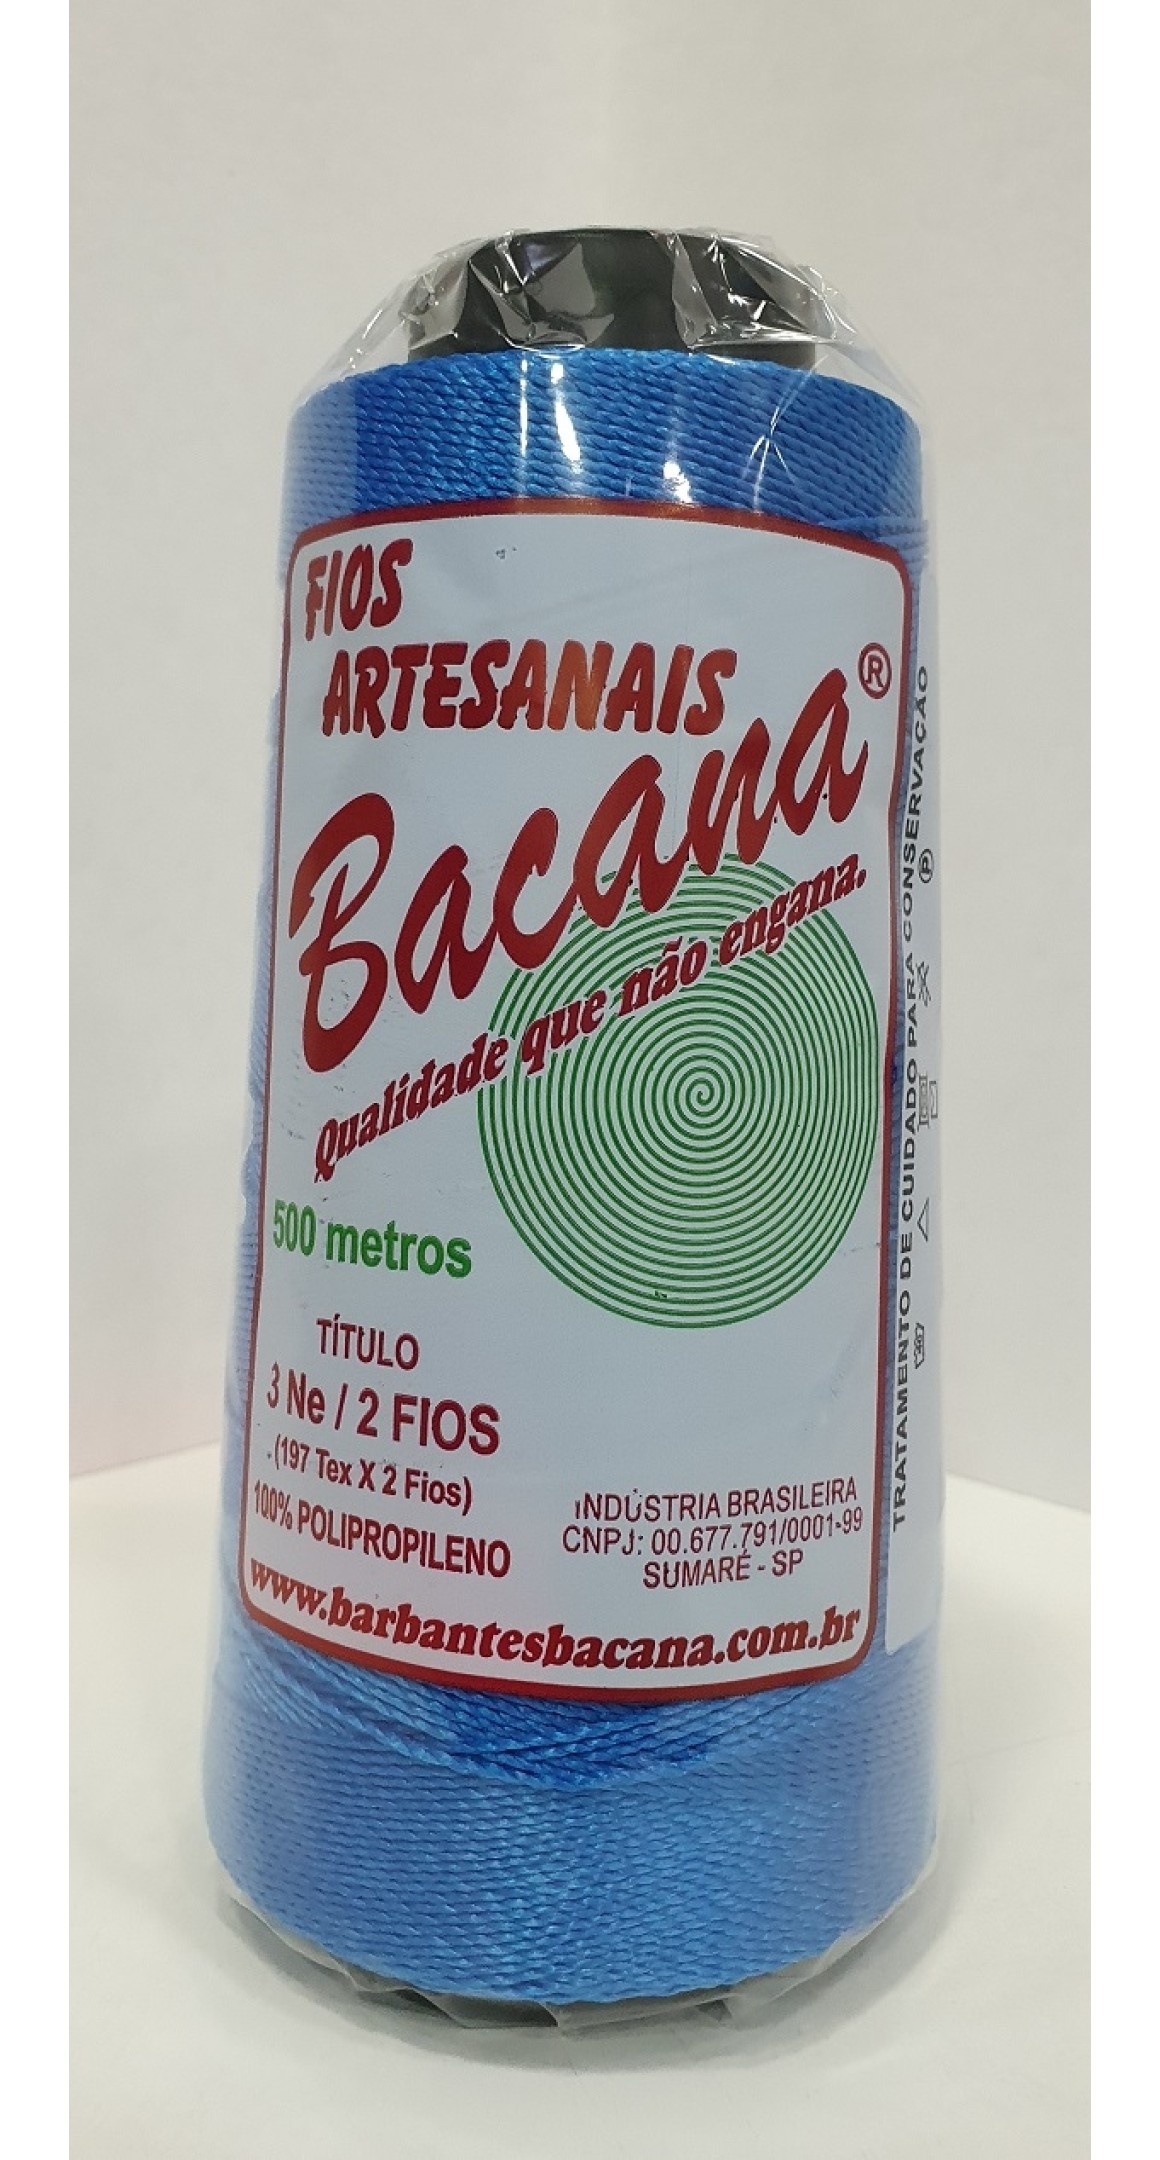 FIOS
ARTESANAIS
Bacana®
Qualidade que não engana.
500 metros
TÍTULO
3 Ne / 2 FIOS
(197 Tex X 2 Fios)
100% POLIPROPILENO
INDÚSTRIA BRASILEIRA
CNPJ: 00.677.791/0001-99
SUMARÉ - SP
www.barbantesbacana.com.br
TRATAMENTO DE CUIDADO PARA CONSERVAÇÃO